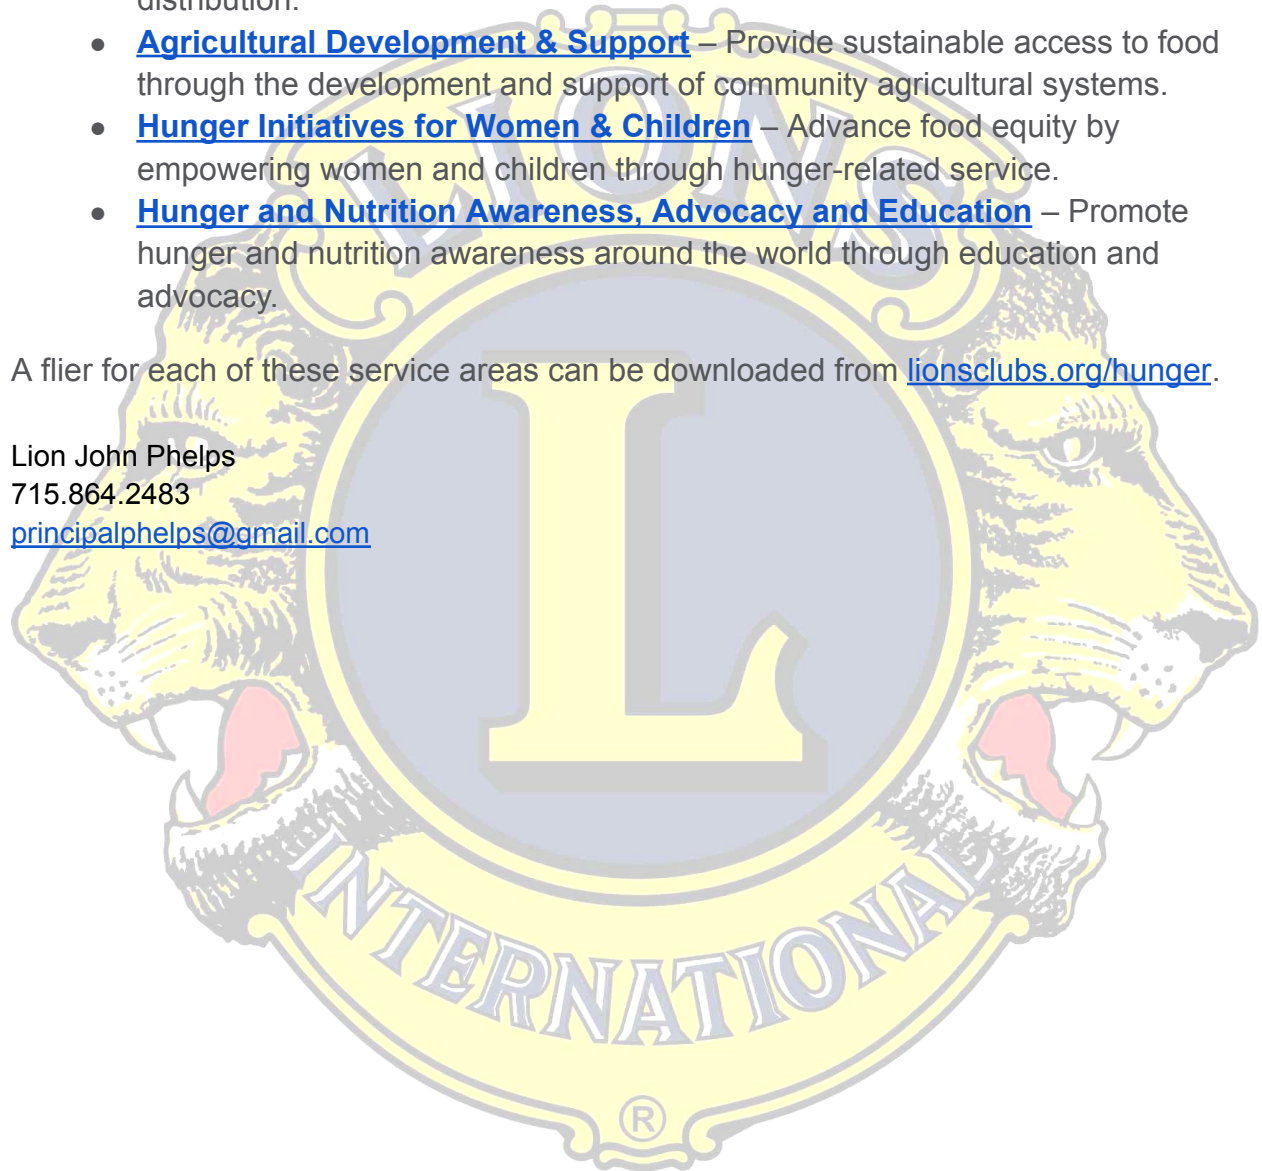 distribution.
● Agricultural Development & Support – Provide sustainable access to food
through the development and support of community agricultural systems.
● Hunger Initiatives for Women & Children – Advance food equity by
empowering women and children through hunger-related service.
● Hunger and Nutrition Awareness, Advocacy and Education – Promote
hunger and nutrition awareness around the world through education and
advocacy.
A flier for each of these service areas can be downloaded from lionsclubs.org/hunger.
Lion John Phelps
715.864.2483
principalphelps@gmail.com
LIONS
L
INTERNATIONAL
®